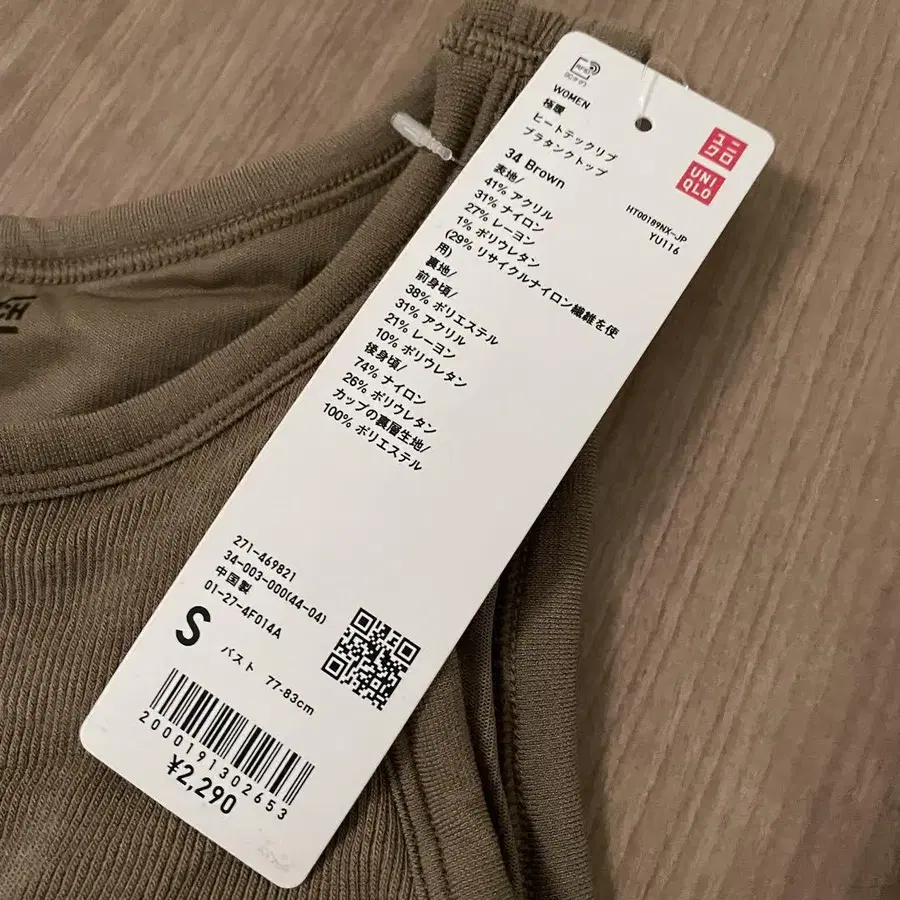 RFID
WOMEN
極暖
ヒートテックリブ
ブラタンクトップ
34 Brown
ユニ
クロ
UNI
QLO
HT00189NX-JP
YU116
表地/
41% アクリル
31% ナイロン
27% レーヨン
1% ポリウレタン
(29% リサイクルナイロン繊維を使
用)
裏地/
前身頃/
38% ポリエステル
31% アクリル
21% レーヨン
10% ポリウレタン
後身頃/
74% ナイロン
26% ポリウレタン
カップの裏層生地/
100% ポリエステル
271-469821
34-003-000(44-04)
中国製
01-27-4F014A
S
バスト 77-83cm
2000191302653
¥2,290